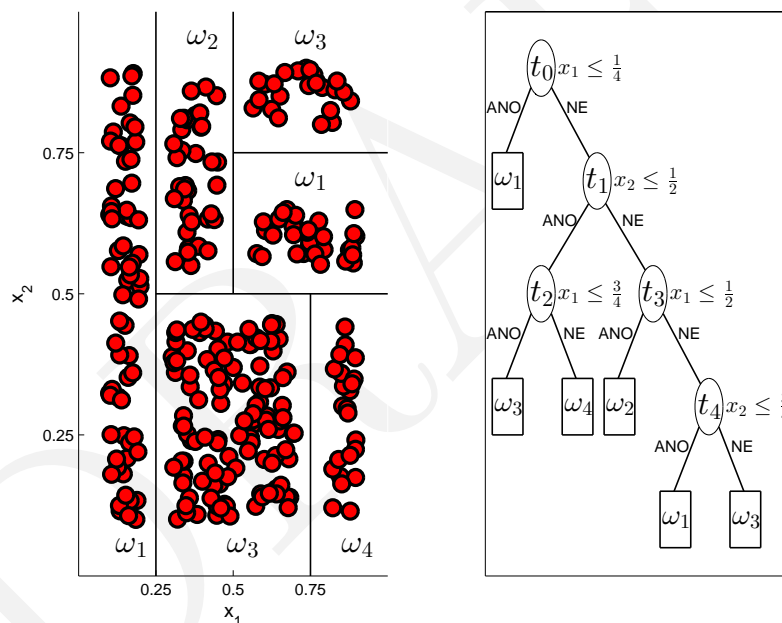 ω₂
ω₃
0.75
ω₁
x₂
0.5
0.25
ω₁
ω₃
ω₄
0.25
0.5
0.75
x₁
t₀ x₁ ≤ 1/4
ANO
NE
ω₁
t₁ x₂ ≤ 1/2
ANO
NE
t₂ x₁ ≤ 3/4
t₃ x₁ ≤ 1/2
ANO
NE
ANO
NE
ω₃
ω₄
ω₂
t₄ x₂ ≤
ANO
NE
ω₁
ω₃